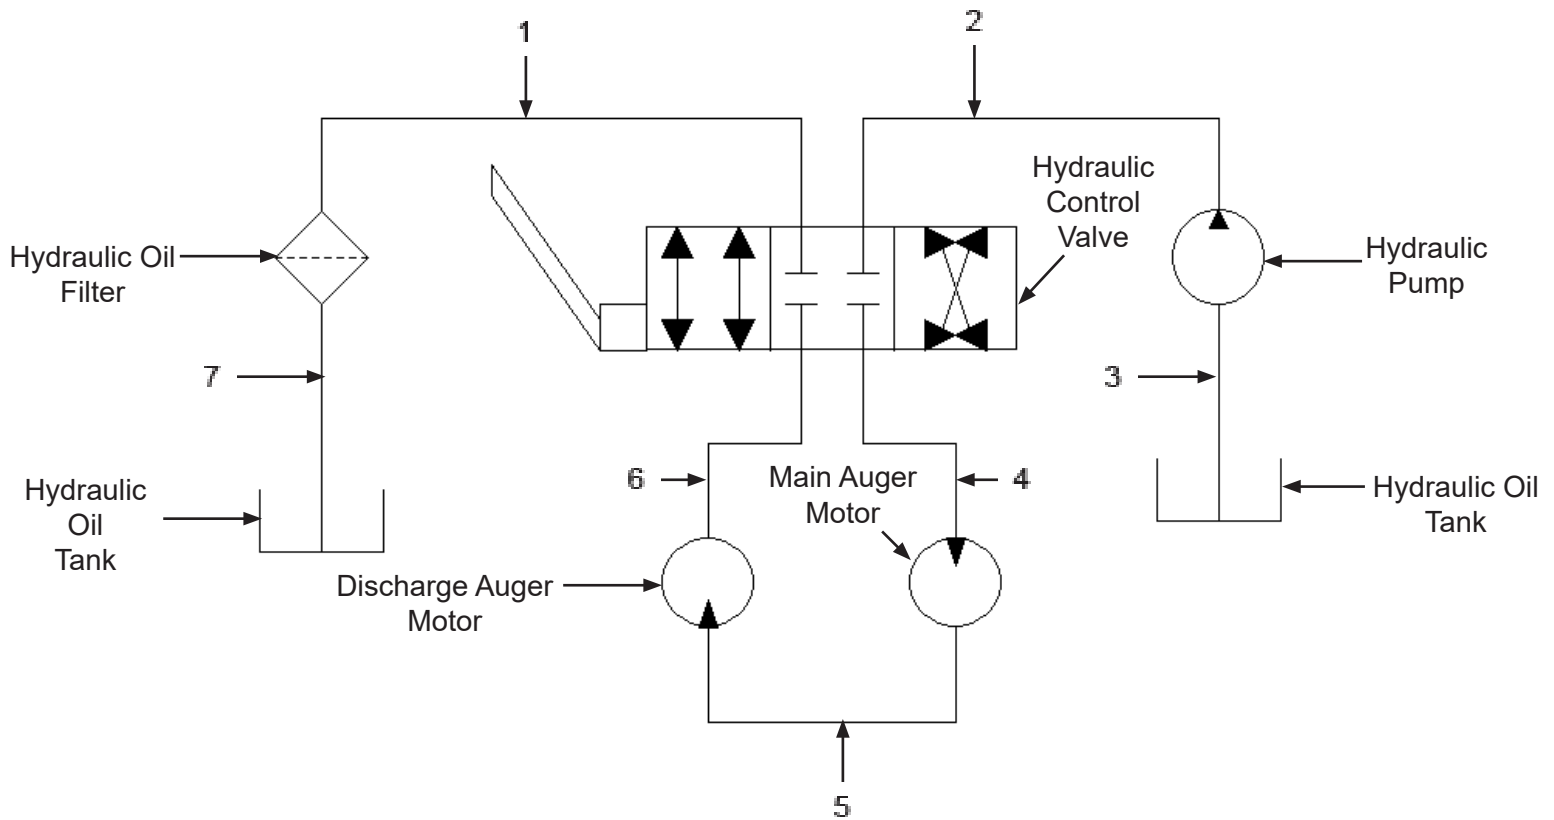 1
2
Hydraulic
Control
Valve
Hydraulic Oil
Filter
Hydraulic
Pump
7
3
Hydraulic
Oil
Tank
6
Main Auger
Motor
4
Hydraulic Oil
Tank
Discharge Auger
Motor
5